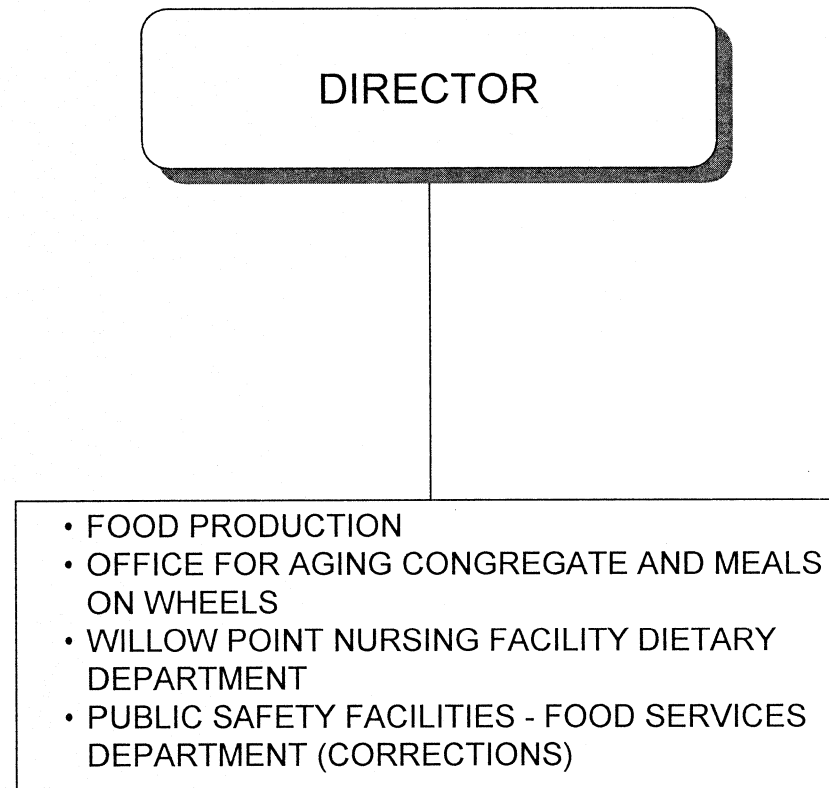 DIRECTOR
• FOOD PRODUCTION
• OFFICE FOR AGING CONGREGATE AND MEALS
ON WHEELS
• WILLOW POINT NURSING FACILITY DIETARY
DEPARTMENT
• PUBLIC SAFETY FACILITIES - FOOD SERVICES
DEPARTMENT (CORRECTIONS)